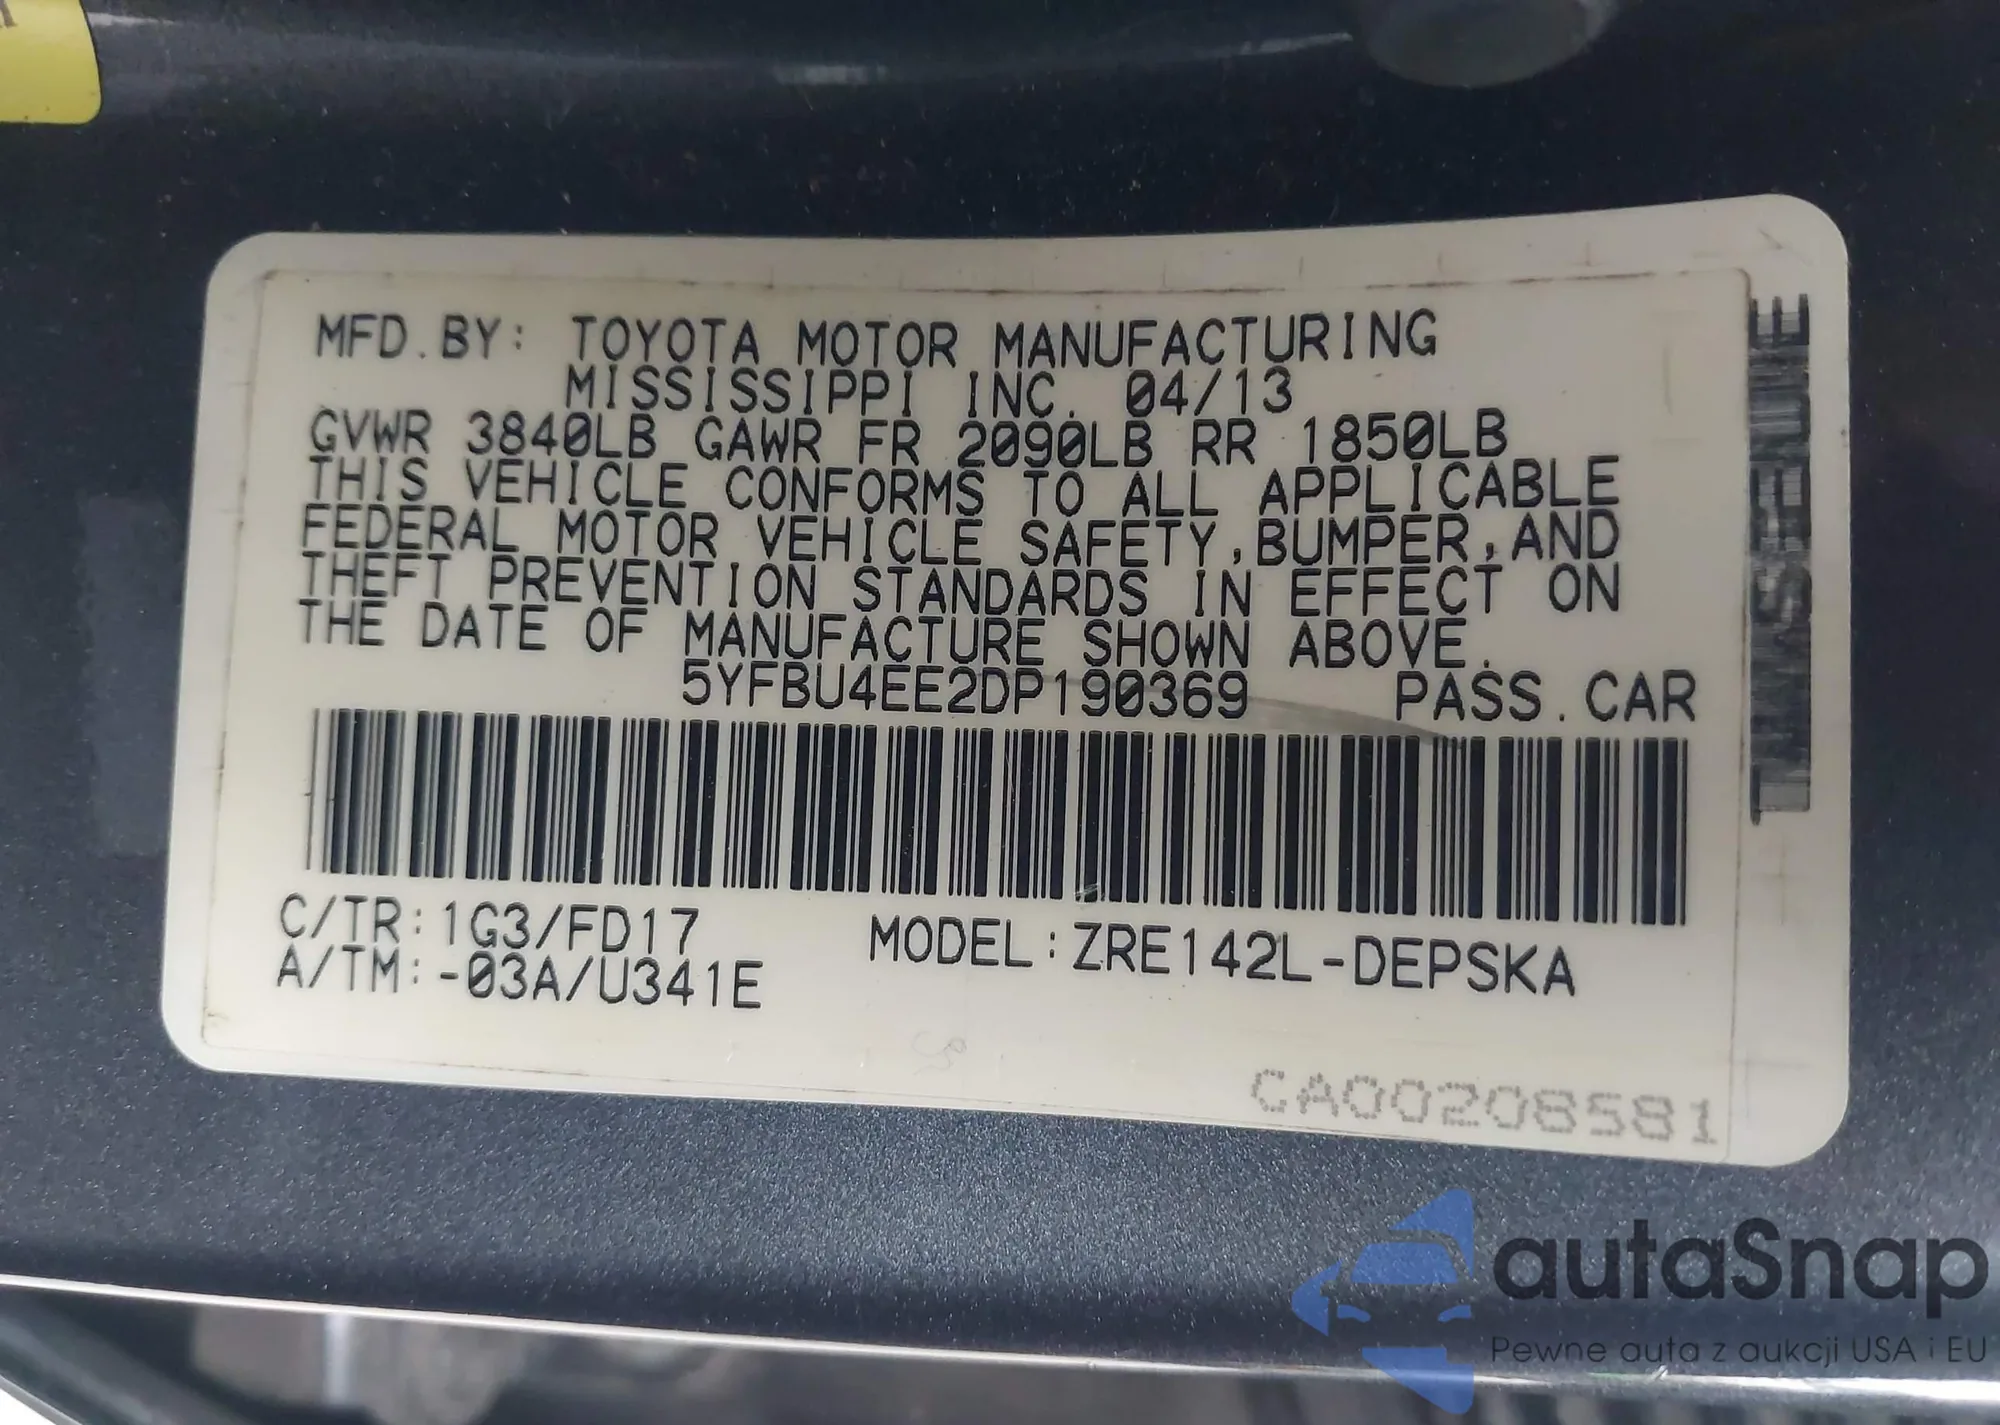 MFD.BY: TOYOTA MOTOR MANUFACTURING
MISSISSIPPI INC. 04/13
GVWR 3840LB GAWR FR 2090LB RR 1850LB
THIS VEHICLE CONFORMS TO ALL APPLICABLE
FEDERAL MOTOR VEHICLE SAFETY,BUMPER,AND
THEFT PREVENTION STANDARDS IN EFFECT ON
THE DATE OF MANUFACTURE SHOWN ABOVE.
5YFBU4EE2DP190369 PASS.CAR
C/TR:1G3/FD17 MODEL:ZRE142L-DEPSKA
A/TM:-03A/U341E
CA00208581
autaSnap
Pewne auta z aukcji USA i EU